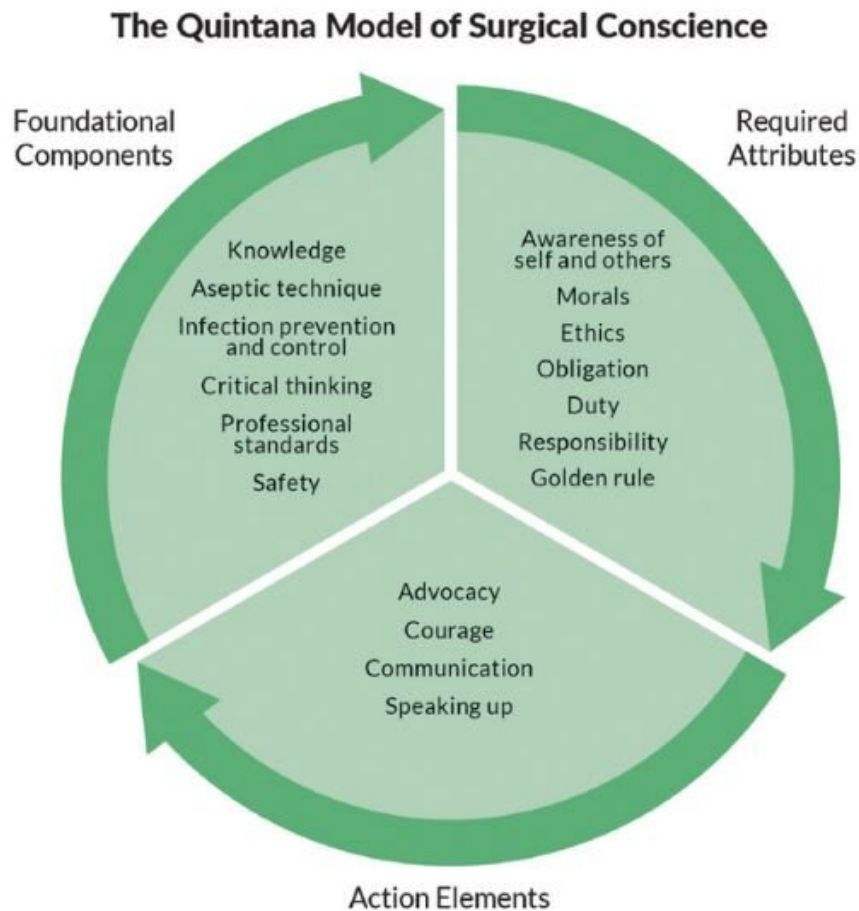 The Quintana Model of Surgical Conscience
Foundational
Components
Knowledge
Aseptic technique
Infection prevention
and control
Critical thinking
Professional
standards
Safety
Required
Attributes
Awareness of
self and others
Morals
Ethics
Obligation
Duty
Responsibility
Golden rule
Advocacy
Courage
Communication
Speaking up
Action Elements